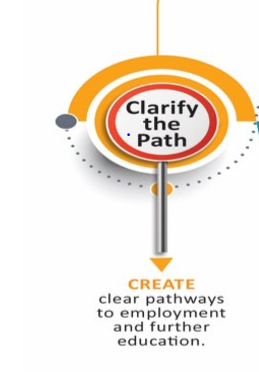 Clarify
the
Path
CREATE
clear pathways
to employment
and further
education.